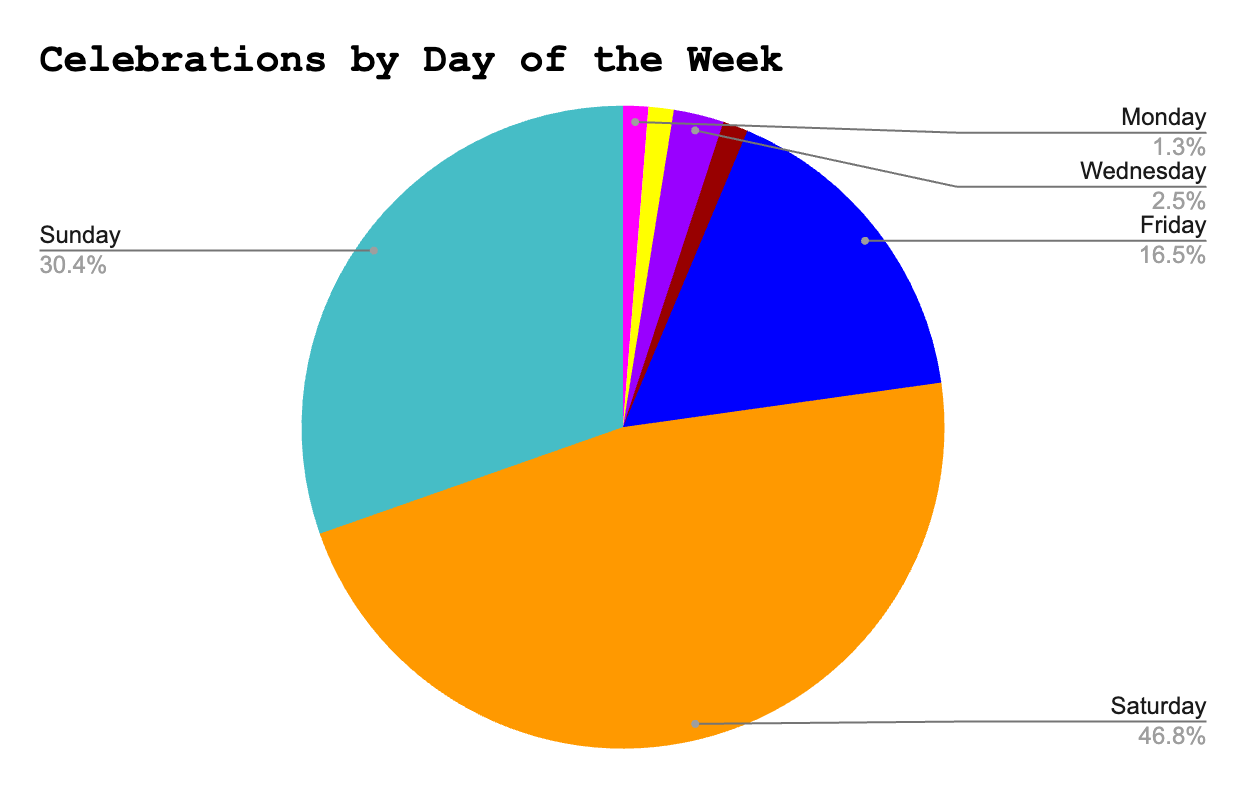 Celebrations by Day of the Week
Monday
1.3%
Wednesday
2.5%
Friday
16.5%
Sunday
30.4%
Saturday
46.8%